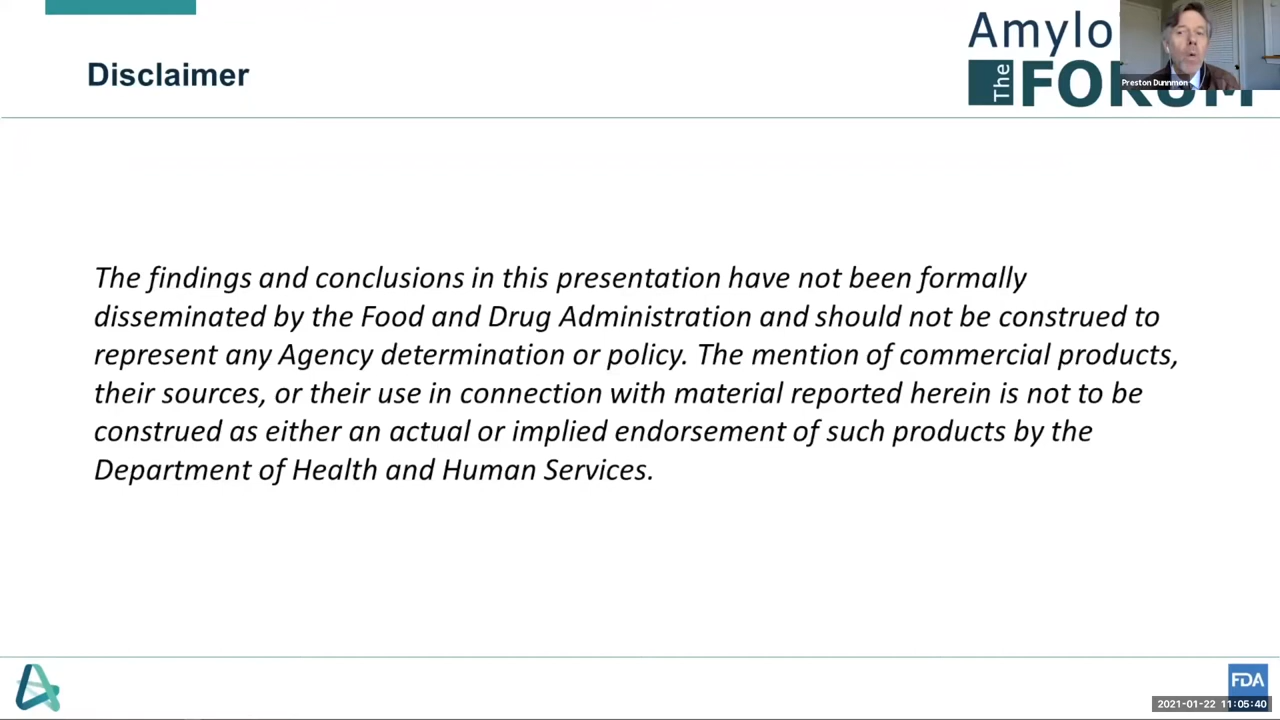 Disclaimer
Amylo
The FORUM
Preston Dunnmon
The findings and conclusions in this presentation have not been formally
disseminated by the Food and Drug Administration and should not be construed to
represent any Agency determination or policy. The mention of commercial products,
their sources, or their use in connection with material reported herein is not to be
construed as either an actual or implied endorsement of such products by the
Department of Health and Human Services.
FDA
2021-01-22 11:05:40